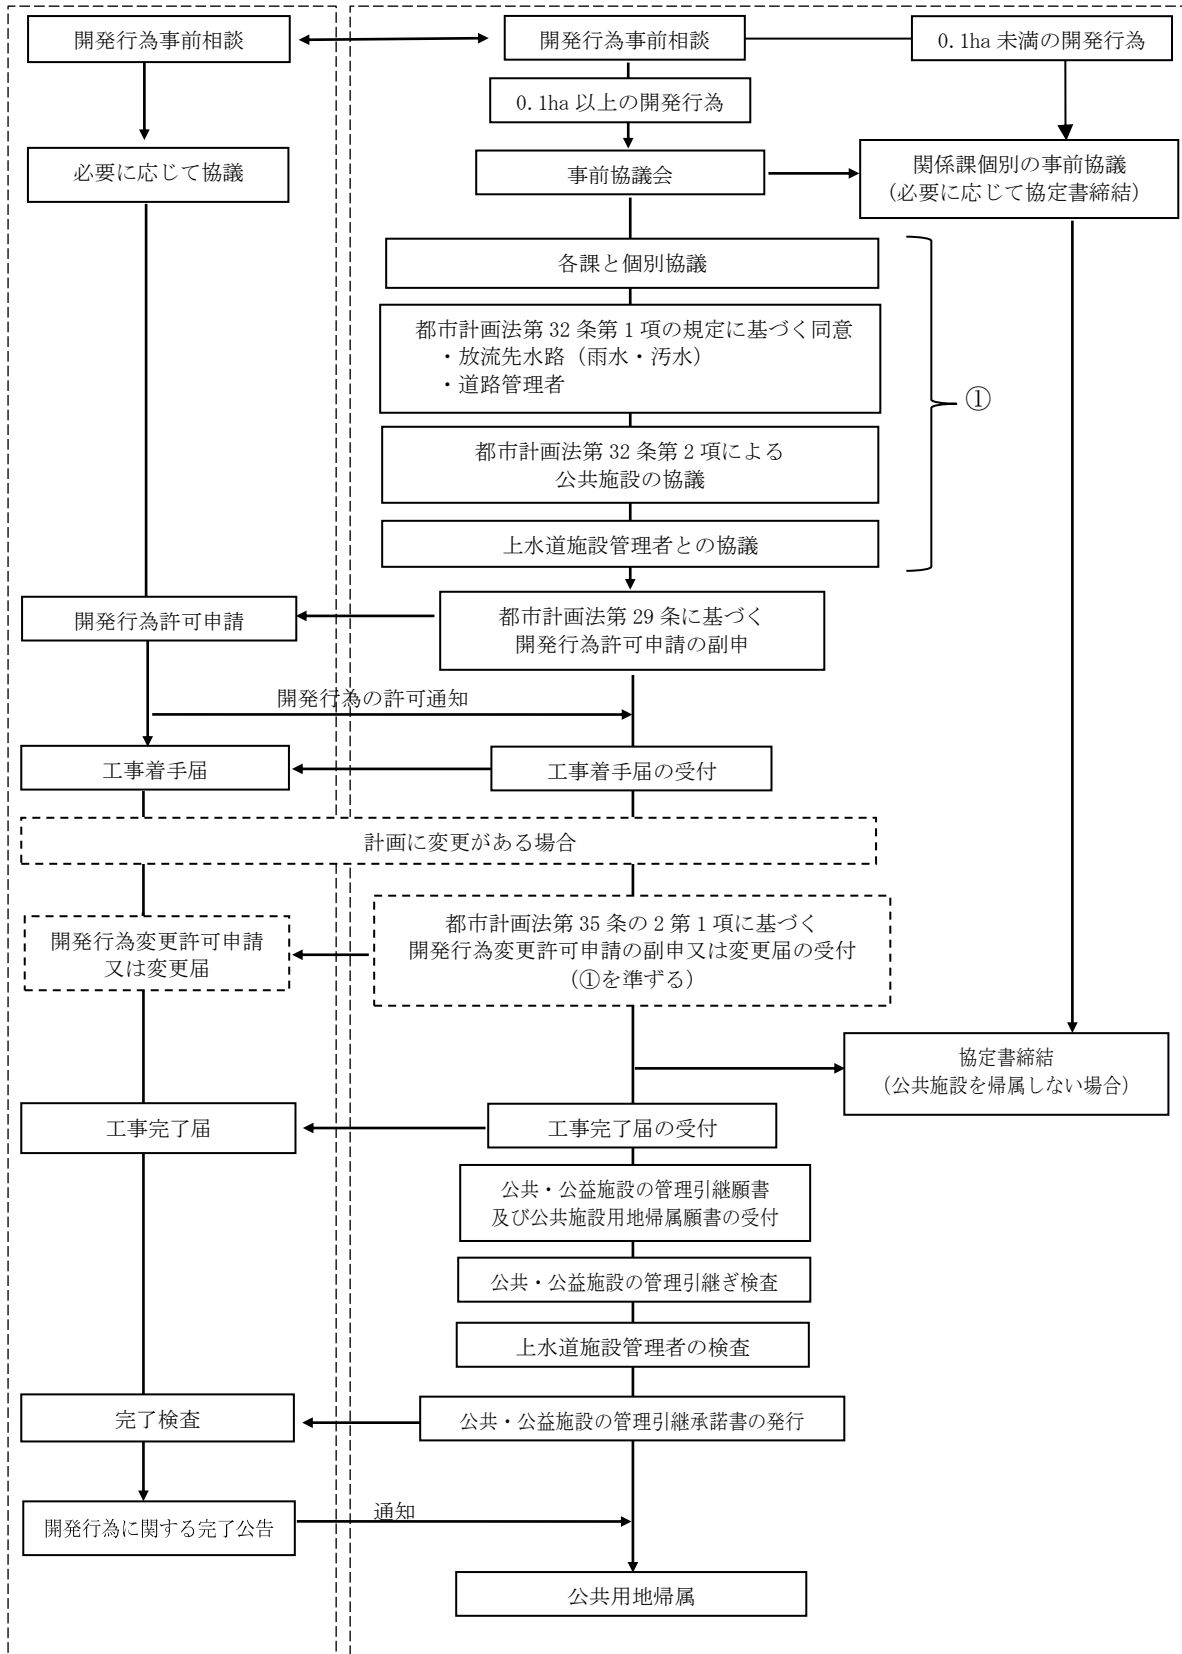 開発行為事前相談
開発行為事前相談
0.1ha 未満の開発行為
0.1ha 以上の開発行為
必要に応じて協議
事前協議会
関係課個別の事前協議
(必要に応じて協定書締結)
各課と個別協議
都市計画法第 32 条第 1 項の規定に基づく同意
・放流先水路（雨水・汚水）
・道路管理者
①
都市計画法第 32 条第 2 項による
公共施設の協議
上水道施設管理者との協議
開発行為許可申請
都市計画法第 29 条に基づく
開発行為許可申請の副申
開発行為の許可通知
工事着手届
工事着手届の受付
計画に変更がある場合
開発行為変更許可申請
又は変更届
都市計画法第 35 条の 2 第 1 項に基づく
開発行為変更許可申請の副申又は変更届の受付
(①を準ずる)
協定書締結
(公共施設を帰属しない場合)
工事完了届
工事完了届の受付
公共・公益施設の管理引継願書
及び公共施設用地帰属願書の受付
公共・公益施設の管理引継ぎ検査
上水道施設管理者の検査
完了検査
公共・公益施設の管理引継承諾書の発行
開発行為に関する完了公告
通知
公共用地帰属